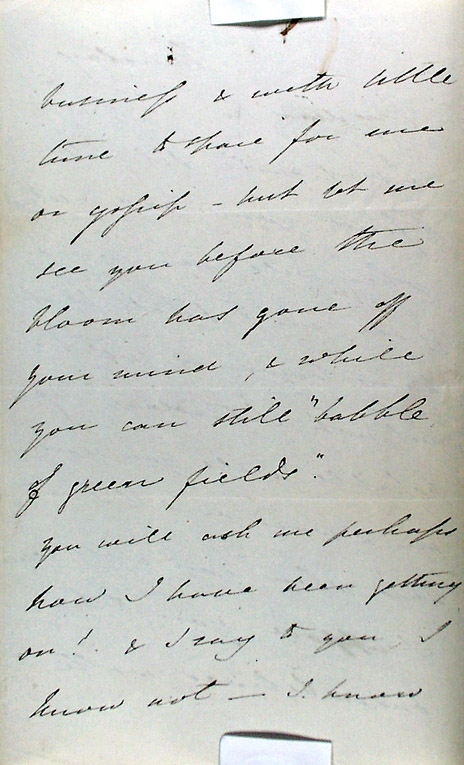 business & with little
time to spare for me
or gossip - but let me
see you before the
bloom has gone off
your mind, & while
you can still "babble
of green fields".
you will ask me perhaps
how I have been getting
on! & I say to you I
know not — I know